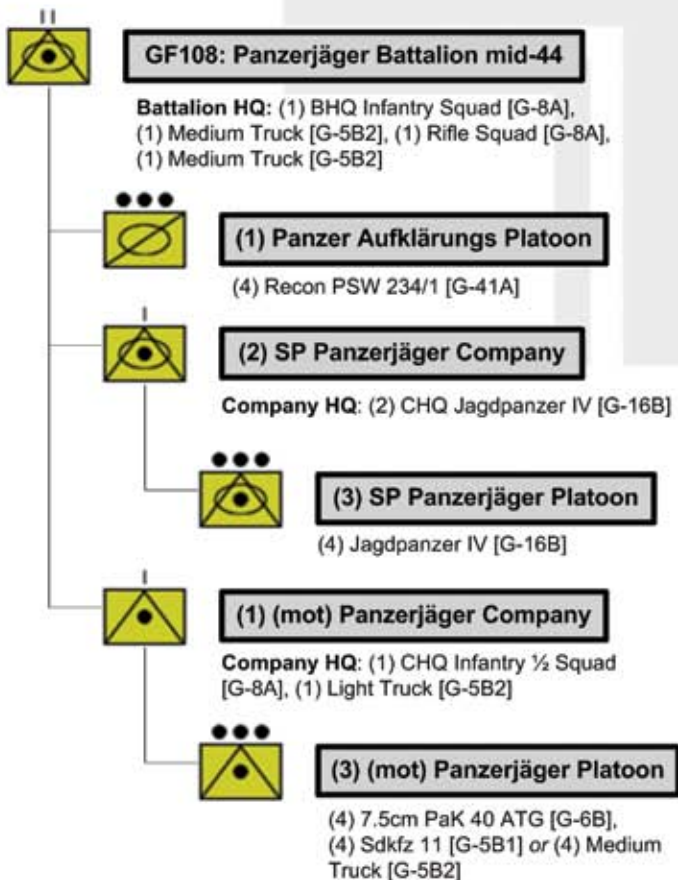 GF108: Panzerjäger Battalion mid-44
Battalion HQ: (1) BHQ Infantry Squad [G-8A],
(1) Medium Truck [G-5B2], (1) Rifle Squad [G-8A],
(1) Medium Truck [G-5B2]
(1) Panzer Aufklärungs Platoon
(4) Recon PSW 234/1 [G-41A]
(2) SP Panzerjäger Company
Company HQ: (2) CHQ Jagdpanzer IV [G-16B]
(3) SP Panzerjäger Platoon
(4) Jagdpanzer IV [G-16B]
(1) (mot) Panzerjäger Company
Company HQ: (1) CHQ Infantry ½ Squad
[G-8A], (1) Light Truck [G-5B2]
(3) (mot) Panzerjäger Platoon
(4) 7.5cm PaK 40 ATG [G-6B],
(4) Sdkfz 11 [G-5B1] or (4) Medium
Truck [G-5B2]